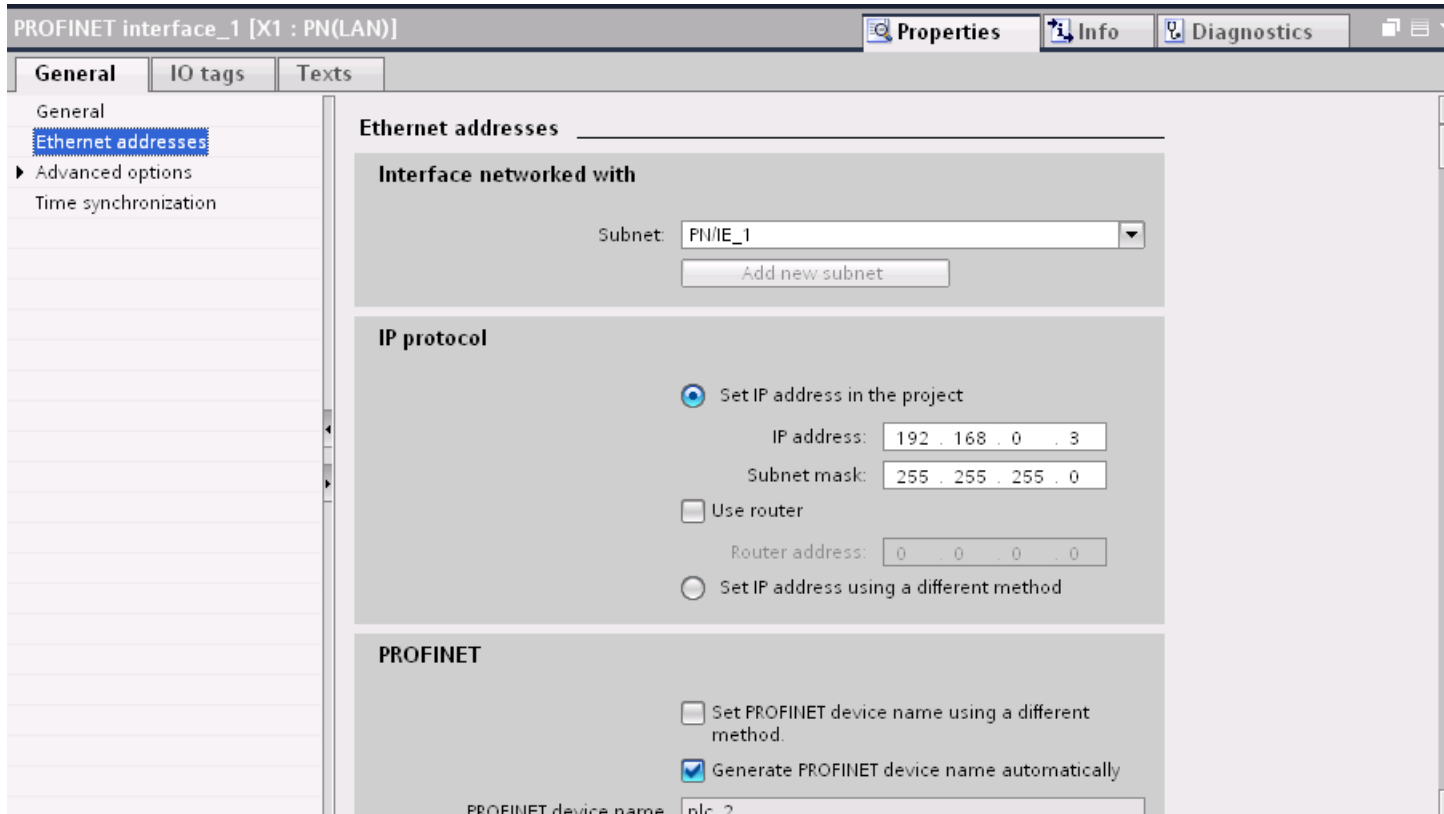 PROFINET interface_1 [X1 : PN(LAN)]
Properties
Info
Diagnostics
General
IO tags
Texts
General
Ethernet addresses
Advanced options
Time synchronization
Ethernet addresses
Interface networked with
Subnet: PN/IE_1
Add new subnet
IP protocol
Set IP address in the project
IP address: 192 . 168 . 0 . 3
Subnet mask: 255 . 255 . 255 . 0
Use router
Router address: 0 . 0 . 0 . 0
Set IP address using a different method
PROFINET
Set PROFINET device name using a different
method.
Generate PROFINET device name automatically
PROFINET device name plc_2